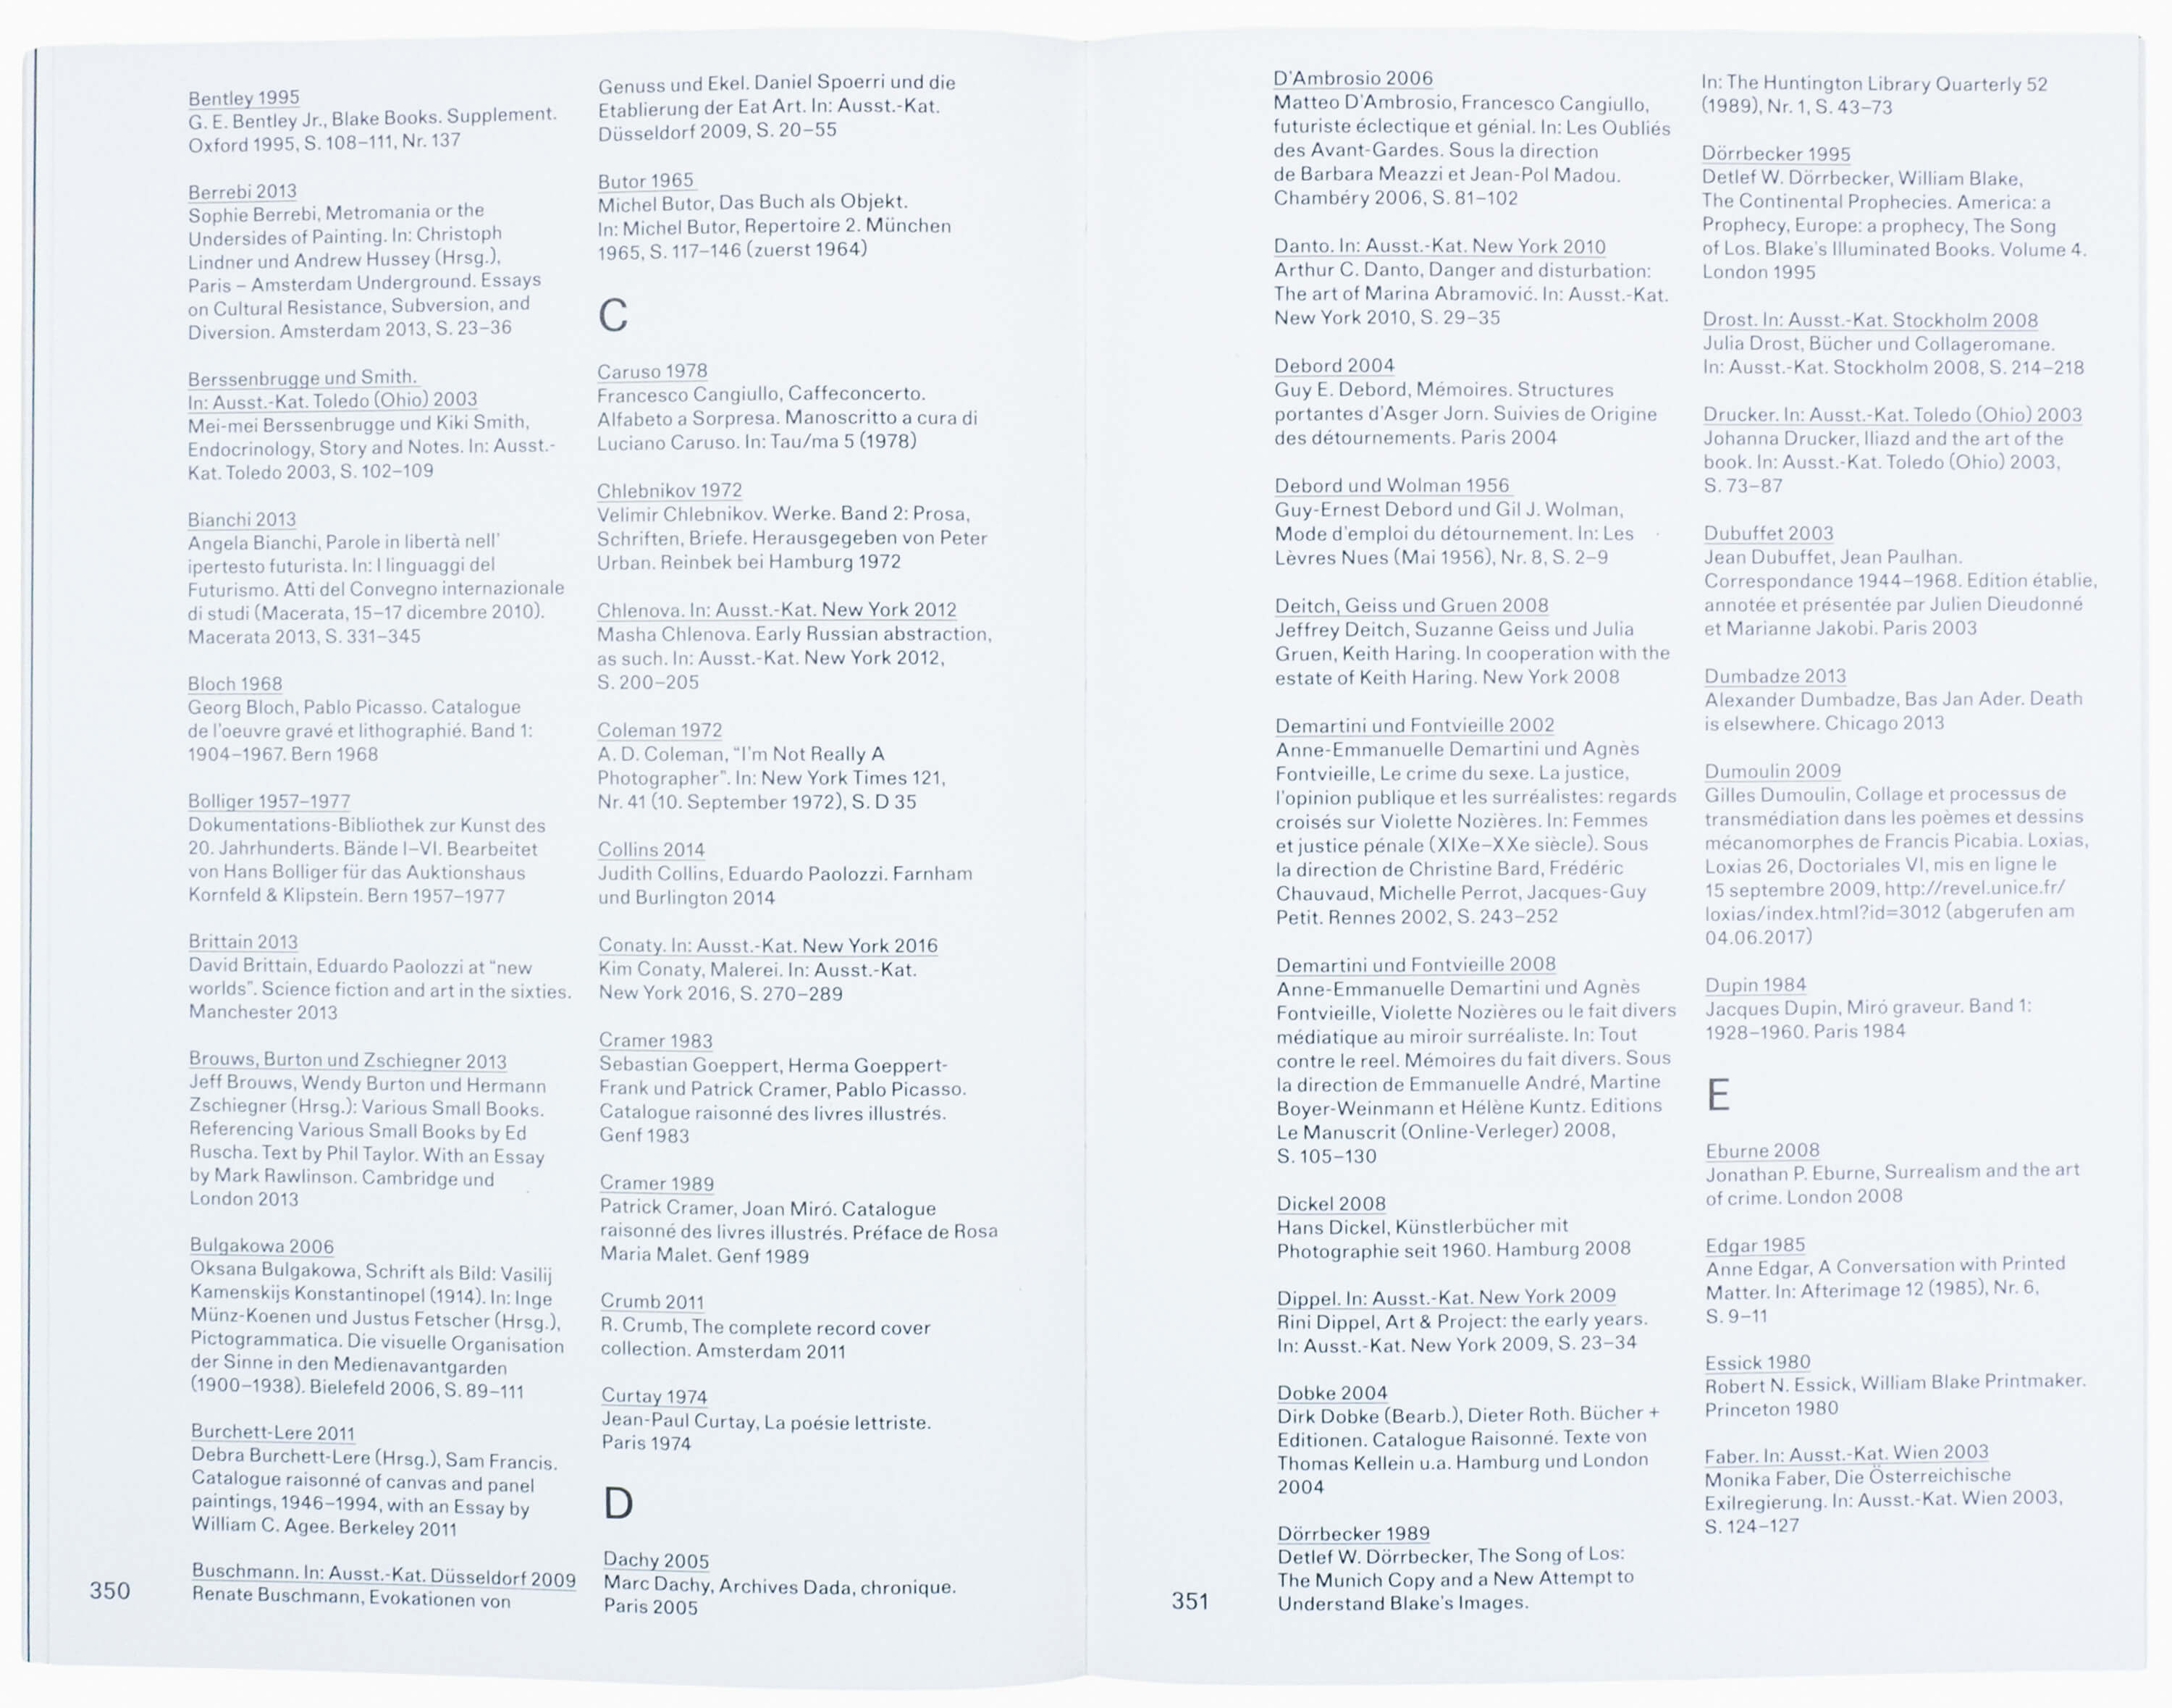 Bentley 1995
G. E. Bentley Jr., Blake Books. Supplement.
Oxford 1995, S. 108–111, Nr. 137
Berrebi 2013
Sophie Berrebi, Metromania or the
Undersides of Painting. In: Christoph
Lindner und Andrew Hussey (Hrsg.),
Paris – Amsterdam Underground. Essays
on Cultural Resistance, Subversion, and
Diversion. Amsterdam 2013, S. 23–36
Berssenbrugge und Smith.
In: Ausst.-Kat. Toledo (Ohio) 2003
Mei-mei Berssenbrugge und Kiki Smith,
Endocrinology, Story and Notes. In: Ausst.-
Kat. Toledo 2003, S. 102–109
Bianchi 2013
Angela Bianchi, Parole in libertà nell'
ipertesto futurista. In: I linguaggi del
Futurismo. Atti del Convegno internazionale
di studi (Macerata, 15–17 dicembre 2010).
Macerata 2013, S. 331–345
Bloch 1968
Georg Bloch, Pablo Picasso. Catalogue
de l'oeuvre gravé et lithographié. Band 1:
1904–1967. Bern 1968
Bolliger 1957–1977
Dokumentations-Bibliothek zur Kunst des
20. Jahrhunderts. Bände I–VI. Bearbeitet
von Hans Bolliger für das Auktionshaus
Kornfeld & Klipstein. Bern 1957–1977
Brittain 2013
David Brittain, Eduardo Paolozzi at “new
worlds”. Science fiction and art in the sixties.
Manchester 2013
Brouws, Burton und Zschiegner 2013
Jeff Brouws, Wendy Burton und Hermann
Zschiegner (Hrsg.): Various Small Books.
Referencing Various Small Books by Ed
Ruscha. Text by Phil Taylor. With an Essay
by Mark Rawlinson. Cambridge und
London 2013
Bulgakowa 2006
Oksana Bulgakowa, Schrift als Bild: Vasilij
Kamenskijs Konstantinopel (1914). In: Inge
Münz-Koenen und Justus Fetscher (Hrsg.),
Pictogrammatica. Die visuelle Organisation
der Sinne in den Medienavantgarden
(1900–1938). Bielefeld 2006, S. 89–111
Burchett-Lere 2011
Debra Burchett-Lere (Hrsg.), Sam Francis.
Catalogue raisonné of canvas and panel
paintings, 1946–1994, with an Essay by
William C. Agee. Berkeley 2011
Buschmann. In: Ausst.-Kat. Düsseldorf 2009
Renate Buschmann, Evokationen von
350
Genuss und Ekel. Daniel Spoerri und die
Etablierung der Eat Art. In: Ausst.-Kat.
Düsseldorf 2009, S. 20–55
Butor 1965
Michel Butor, Das Buch als Objekt.
In: Michel Butor, Repertoire 2. München
1965, S. 117–146 (zuerst 1964)
C
Caruso 1978
Francesco Cangiullo, Caffeconcerto.
Alfabeto a Sorpresa. Manoscritto a cura di
Luciano Caruso. In: Tau/ma 5 (1978)
Chlebnikov 1972
Velimir Chlebnikov. Werke. Band 2: Prosa,
Schriften, Briefe. Herausgegeben von Peter
Urban. Reinbek bei Hamburg 1972
Chlenova. In: Ausst.-Kat. New York 2012
Masha Chlenova. Early Russian abstraction,
as such. In: Ausst.-Kat. New York 2012,
S. 200–205
Coleman 1972
A. D. Coleman, “I'm Not Really A
Photographer”. In: New York Times 121,
Nr. 41 (10. September 1972), S. D 35
Collins 2014
Judith Collins, Eduardo Paolozzi. Farnham
und Burlington 2014
Conaty. In: Ausst.-Kat. New York 2016
Kim Conaty, Malerei. In: Ausst.-Kat.
New York 2016, S. 270–289
Cramer 1983
Sebastian Goeppert, Herma Goeppert-
Frank und Patrick Cramer, Pablo Picasso.
Catalogue raisonné des livres illustrés.
Genf 1983
Cramer 1989
Patrick Cramer, Joan Miró. Catalogue
raisonné des livres illustrés. Préface de Rosa
Maria Malet. Genf 1989
Crumb 2011
R. Crumb, The complete record cover
collection. Amsterdam 2011
Curtay 1974
Jean-Paul Curtay, La poésie lettriste.
Paris 1974
D
Dachy 2005
Marc Dachy, Archives Dada, chronique.
Paris 2005
D'Ambrosio 2006
Matteo D'Ambrosio, Francesco Cangiullo,
futuriste éclectique et génial. In: Les Oubliés
des Avant-Gardes. Sous la direction
de Barbara Meazzi et Jean-Pol Madou.
Chambéry 2006, S. 81–102
Danto. In: Ausst.-Kat. New York 2010
Arthur C. Danto, Danger and disturbation:
The art of Marina Abramović. In: Ausst.-Kat.
New York 2010, S. 29–35
Debord 2004
Guy E. Debord, Mémoires. Structures
portantes d'Asger Jorn. Suivies de Origine
des détournements. Paris 2004
Debord und Wolman 1956
Guy-Ernest Debord und Gil J. Wolman,
Mode d'emploi du détournement. In: Les
Lèvres Nues (Mai 1956), Nr. 8, S. 2–9
Deitch, Geiss und Gruen 2008
Jeffrey Deitch, Suzanne Geiss und Julia
Gruen, Keith Haring. In cooperation with the
estate of Keith Haring. New York 2008
Demartini und Fontvieille 2002
Anne-Emmanuelle Demartini und Agnès
Fontvieille, Le crime du sexe. La justice,
l'opinion publique et les surréalistes: regards
croisés sur Violette Nozières. In: Femmes
et justice pénale (XIXe–XXe siècle). Sous
la direction de Christine Bard, Frédéric
Chauvaud, Michelle Perrot, Jacques-Guy
Petit. Rennes 2002, S. 243–252
Demartini und Fontvieille 2008
Anne-Emmanuelle Demartini und Agnès
Fontvieille, Violette Nozières ou le fait divers
médiatique au miroir surréaliste. In: Tout
contre le reel. Mémoires du fait divers. Sous
la direction de Emmanuelle André, Martine
Boyer-Weinmann et Hélène Kuntz. Editions
Le Manuscrit (Online-Verleger) 2008,
S. 105–130
Dickel 2008
Hans Dickel, Künstlerbücher mit
Photographie seit 1960. Hamburg 2008
Dippel. In: Ausst.-Kat. New York 2009
Rini Dippel, Art & Project: the early years.
In: Ausst.-Kat. New York 2009, S. 23–34
Dobke 2004
Dirk Dobke (Bearb.), Dieter Roth. Bücher +
Editionen. Catalogue Raisonné. Texte von
Thomas Kellein u.a. Hamburg und London
2004
Dörrbecker 1989
Detlef W. Dörrbecker, The Song of Los:
The Munich Copy and a New Attempt to
Understand Blake's Images.
351
In: The Huntington Library Quarterly 52
(1989), Nr. 1, S. 43–73
Dörrbecker 1995
Detlef W. Dörrbecker, William Blake,
The Continental Prophecies. America: a
Prophecy, Europe: a prophecy, The Song
of Los. Blake's Illuminated Books. Volume 4.
London 1995
Drost. In: Ausst.-Kat. Stockholm 2008
Julia Drost, Bücher und Collageromane.
In: Ausst.-Kat. Stockholm 2008, S. 214–218
Drucker. In: Ausst.-Kat. Toledo (Ohio) 2003
Johanna Drucker, Iliazd and the art of the
book. In: Ausst.-Kat. Toledo (Ohio) 2003,
S. 73–87
Dubuffet 2003
Jean Dubuffet, Jean Paulhan.
Correspondance 1944–1968. Edition établie,
annotée et présentée par Julien Dieudonné
et Marianne Jakobi. Paris 2003
Dumbadze 2013
Alexander Dumbadze, Bas Jan Ader. Death
is elsewhere. Chicago 2013
Dumoulin 2009
Gilles Dumoulin, Collage et processus de
transmédiation dans les poèmes et dessins
mécanomorphes de Francis Picabia. Loxias,
Loxias 26, Doctoriales VI, mis en ligne le
15 septembre 2009, http://revel.unice.fr/
loxias/index.html?id=3012 (abgerufen am
04.06.2017)
Dupin 1984
Jacques Dupin, Miró graveur. Band 1:
1928–1960. Paris 1984
E
Eburne 2008
Jonathan P. Eburne, Surrealism and the art
of crime. London 2008
Edgar 1985
Anne Edgar, A Conversation with Printed
Matter. In: Afterimage 12 (1985), Nr. 6,
S. 9–11
Essick 1980
Robert N. Essick, William Blake Printmaker.
Princeton 1980
Faber. In: Ausst.-Kat. Wien 2003
Monika Faber, Die Österreichische
Exilregierung. In: Ausst.-Kat. Wien 2003,
S. 124–127